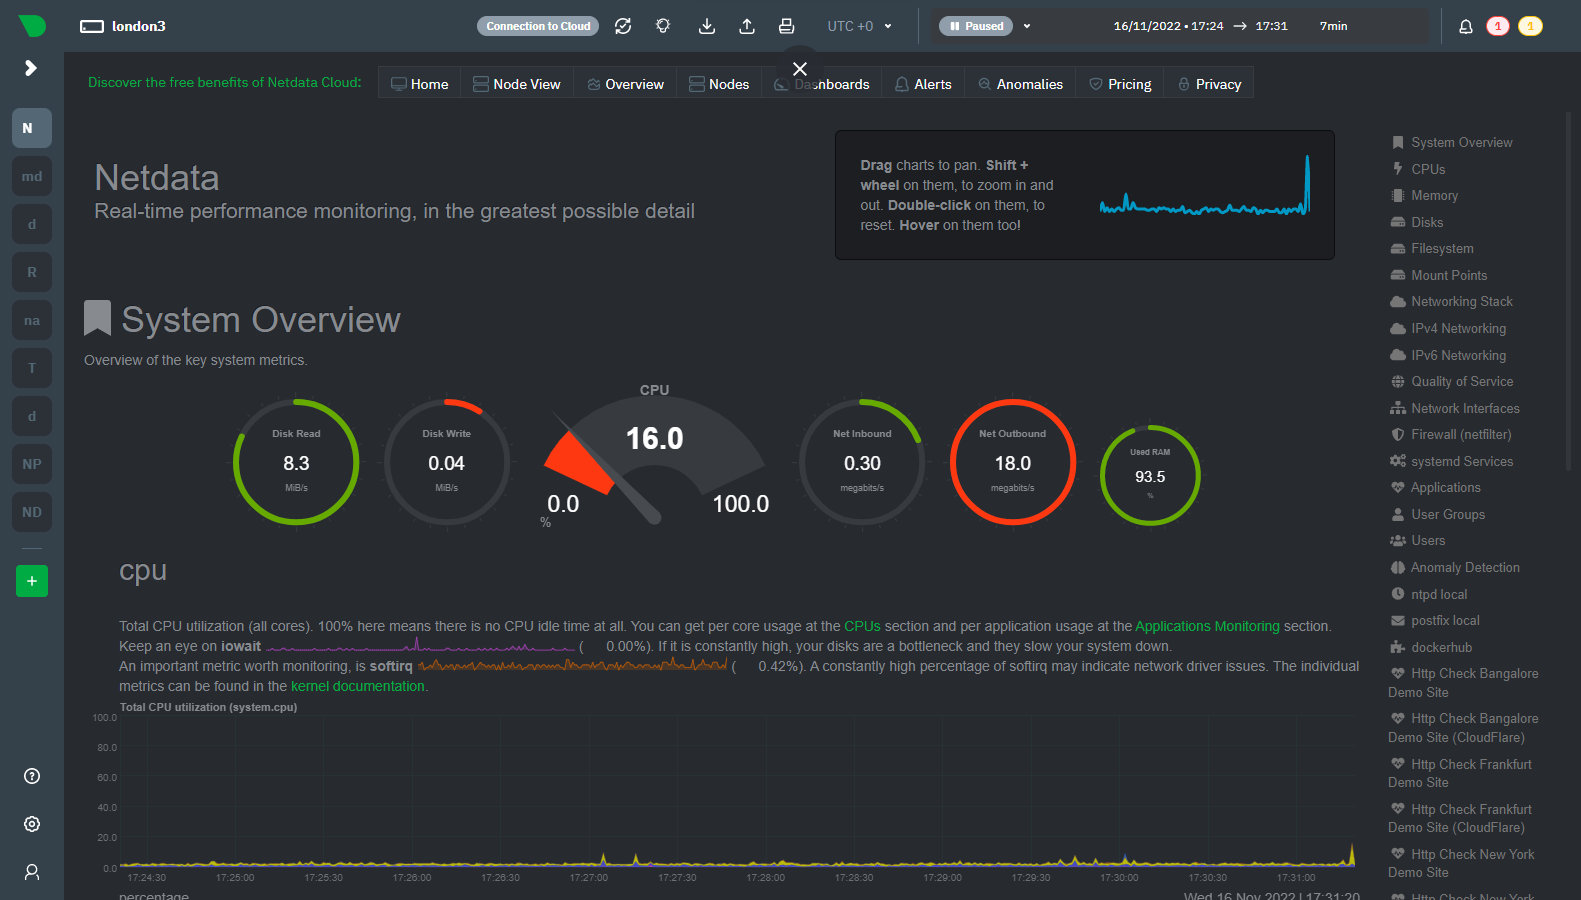 london3
Connection to Cloud
UTC +0
Paused
16/11/2022 • 17:24 → 17:31
7min
1
1
Discover the free benefits of Netdata Cloud:
Home
Node View
Overview
Nodes
Dashboards
Alerts
Anomalies
Pricing
Privacy
N
md
d
R
na
T
d
NP
ND
+
Netdata
Real-time performance monitoring, in the greatest possible detail
Drag charts to pan. Shift +
wheel on them, to zoom in and
out. Double-click on them, to
reset. Hover on them too!
System Overview
Overview of the key system metrics.
Disk Read
8.3
MiB/s
Disk Write
0.04
MiB/s
CPU
16.0
0.0
100.0
%
Net Inbound
0.30
megabits/s
Net Outbound
18.0
megabits/s
Used RAM
93.5
%
cpu
Total CPU utilization (all cores). 100% here means there is no CPU idle time at all. You can get per core usage at the CPUs section and per application usage at the Applications Monitoring section.
Keep an eye on iowait ( 0.00%). If it is constantly high, your disks are a bottleneck and they slow your system down.
An important metric worth monitoring, is softirq ( 0.42%). A constantly high percentage of softirq may indicate network driver issues. The individual
metrics can be found in the kernel documentation.
Total CPU utilization (system.cpu)
100.0
80.0
60.0
40.0
20.0
0.0
17:24:30
17:25:00
17:25:30
17:26:00
17:26:30
17:27:00
17:27:30
17:28:00
17:28:30
17:29:00
17:29:30
17:30:00
17:30:30
17:31:00
percentage
Wed 16 Nov 2022 | 17:31:20
System Overview
CPUs
Memory
Disks
Filesystem
Mount Points
Networking Stack
IPv4 Networking
IPv6 Networking
Quality of Service
Network Interfaces
Firewall (netfilter)
systemd Services
Applications
User Groups
Users
Anomaly Detection
ntpd local
postfix local
dockerhub
Http Check Bangalore
Demo Site
Http Check Bangalore
Demo Site (CloudFlare)
Http Check Frankfurt
Demo Site
Http Check Frankfurt
Demo Site (CloudFlare)
Http Check New York
Demo Site
Http Check New York